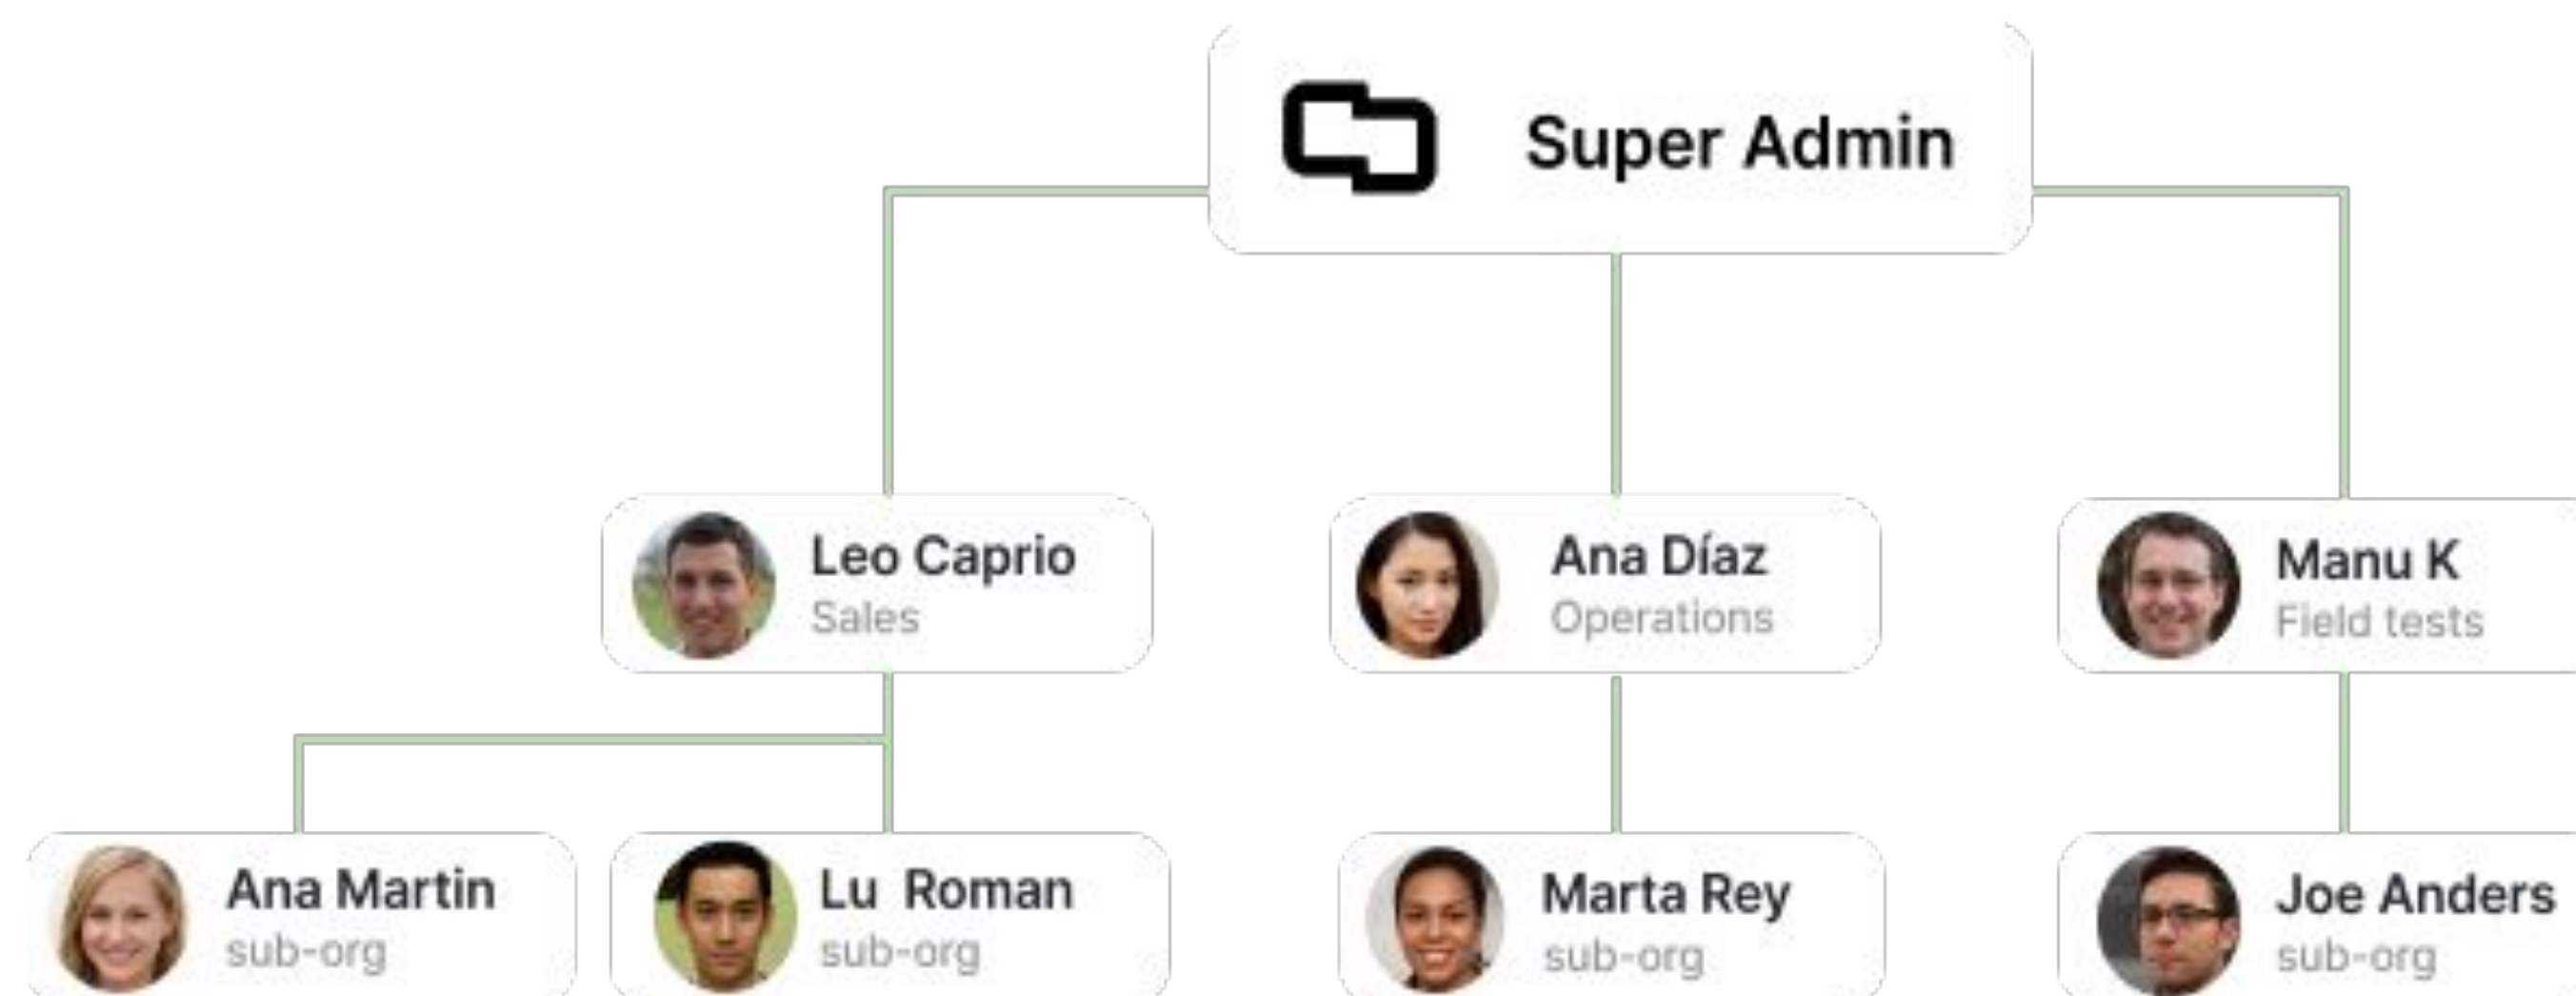 Super Admin
Leo Caprio
Sales
Ana Díaz
Operations
Manu K
Field tests
Ana Martin
sub-org
Lu Roman
sub-org
Marta Rey
sub-org
Joe Anders
sub-org